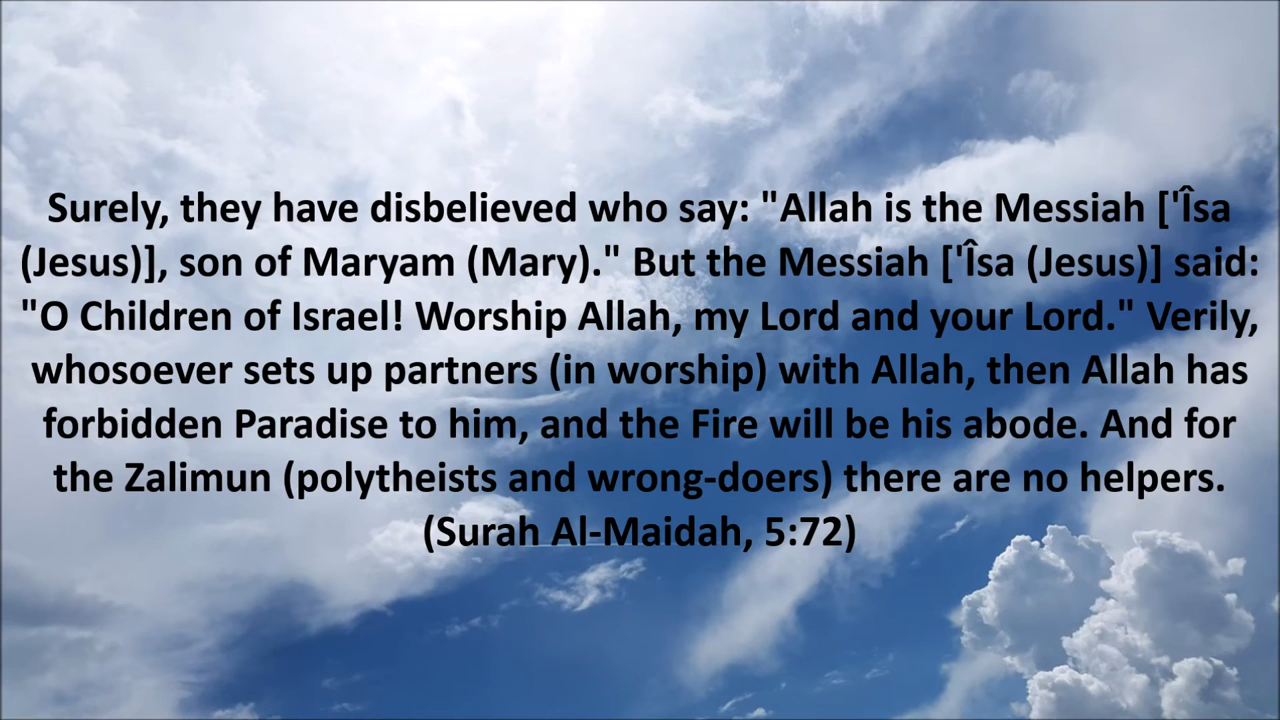 Surely, they have disbelieved who say: "Allah is the Messiah ['Îsa
(Jesus)], son of Maryam (Mary)." But the Messiah ['Îsa (Jesus)] said:
"O Children of Israel! Worship Allah, my Lord and your Lord." Verily,
whosoever sets up partners (in worship) with Allah, then Allah has
forbidden Paradise to him, and the Fire will be his abode. And for
the Zalimun (polytheists and wrong-doers) there are no helpers.
(Surah Al-Maidah, 5:72)